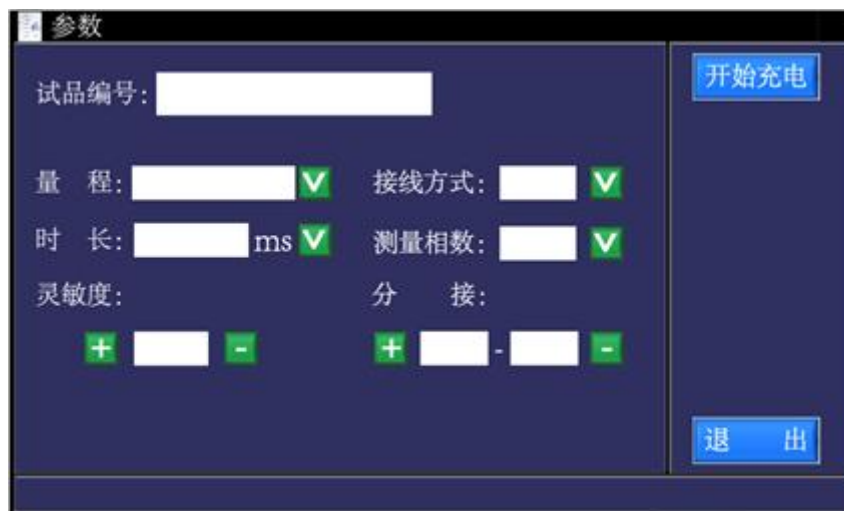 参数
试品编号: 开始充电
量 程: 接线方式:
时 长: ms 测量相数:
灵敏度: 分 接:
+ - + - -
退 出